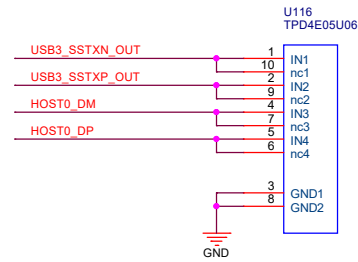 U116
TPD4E05U06
USB3_SSTXN_OUT 1 IN1
10 nc1
USB3_SSTXP_OUT 2 IN2
9 nc2
HOST0_DM 4 IN3
7 nc3
HOST0_DP 5 IN4
6 nc4
3 GND1
8 GND2
GND